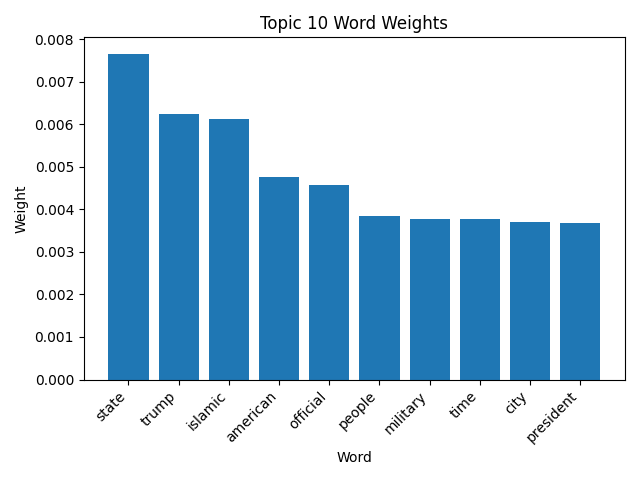 Topic 10 Word Weights
Weight
0.008
0.007
0.006
0.005
0.004
0.003
0.002
0.001
0.000
state
trump
islamic
american
official
people
military
time
city
president
Word